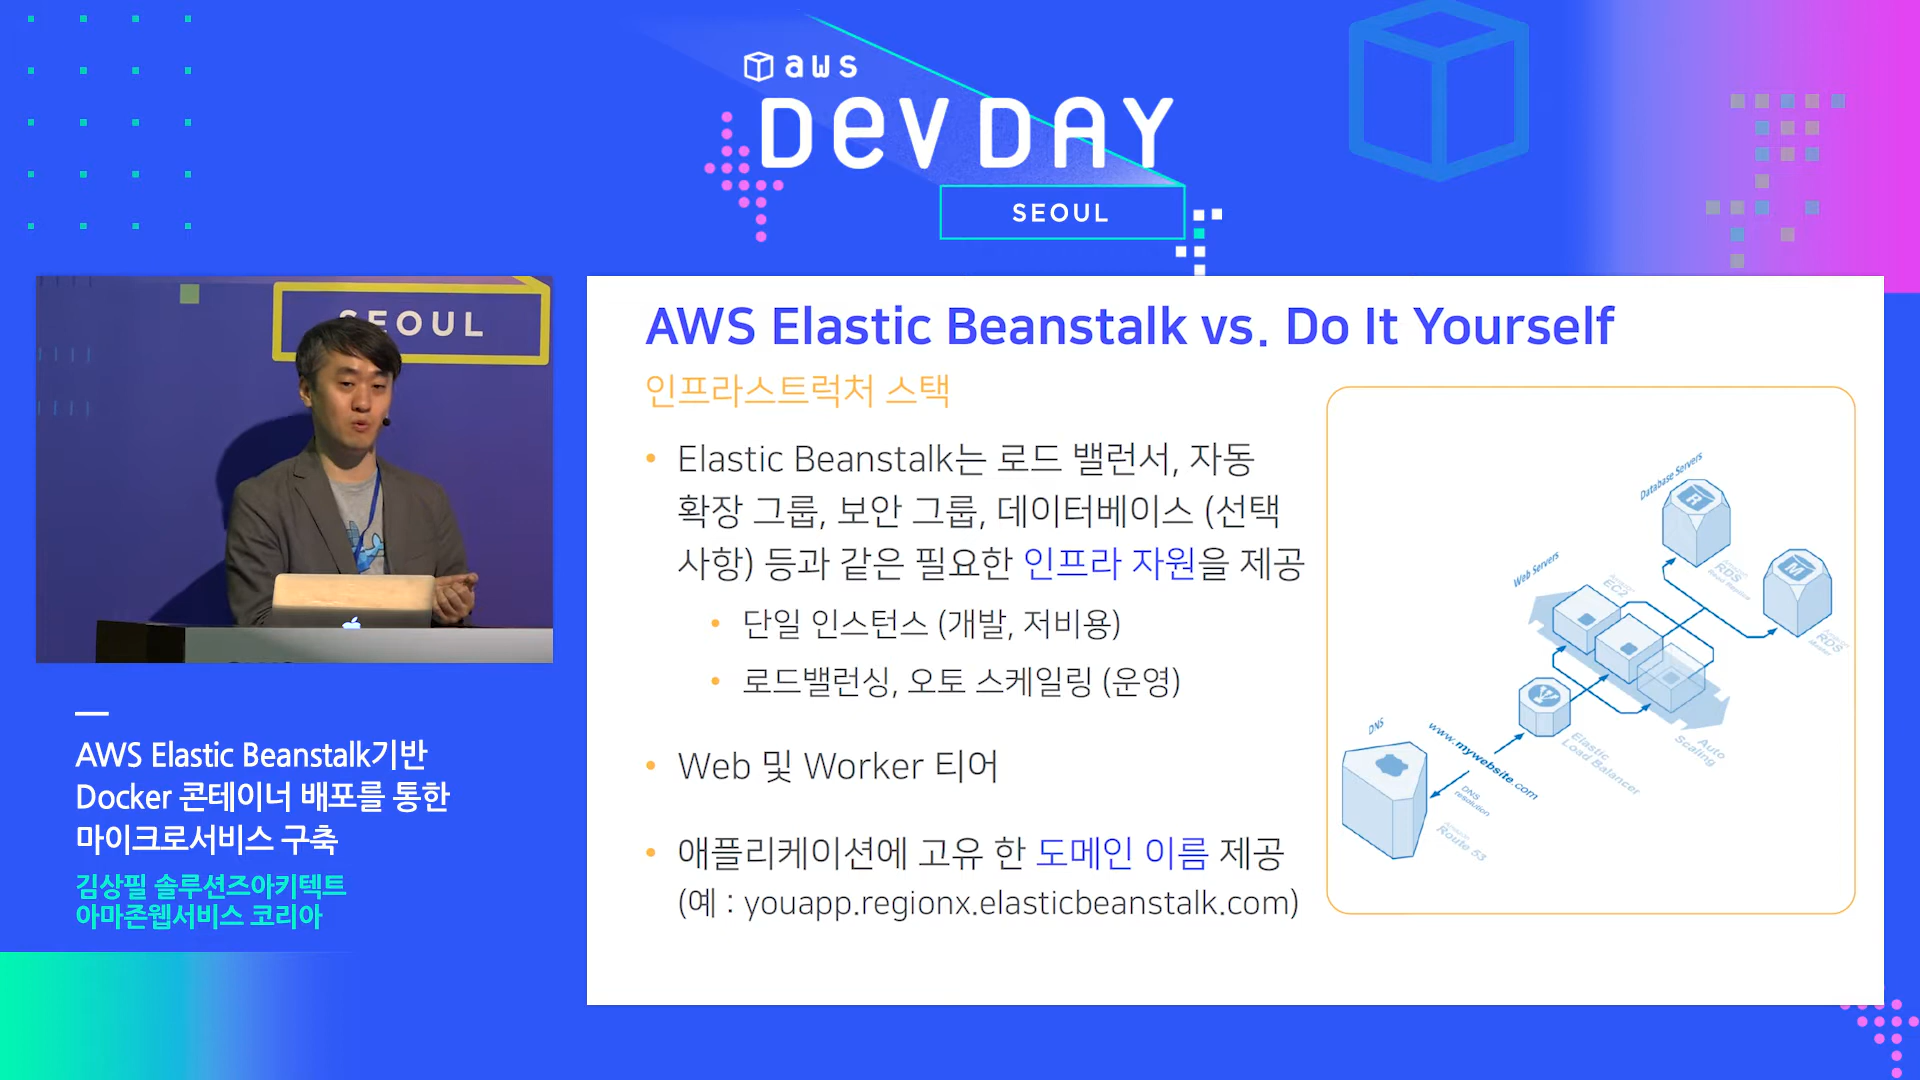 aws
DEV DAY
SEOUL
SEOUL
AWS Elastic Beanstalk기반
Docker 콘테이너 배포를 통한
마이크로서비스 구축
김상필 솔루션즈아키텍트
아마존웹서비스 코리아
AWS Elastic Beanstalk vs. Do It Yourself
인프라스트럭처 스택
• Elastic Beanstalk는 로드 밸런서, 자동
확장 그룹, 보안 그룹, 데이터베이스 (선택
사항) 등과 같은 필요한 인프라 자원을 제공
• 단일 인스턴스 (개발, 저비용)
• 로드밸런싱, 오토 스케일링 (운영)
• Web 및 Worker 티어
• 애플리케이션에 고유 한 도메인 이름 제공
(예 : youapp.regionx.elasticbeanstalk.com)
Database Servers
R
RDS
M
RDS
Web Servers
EC2
Auto
Scaling
Elastic
Load Balancer
www.mywebsite.com
DNS
resolution
DNS
Route 53